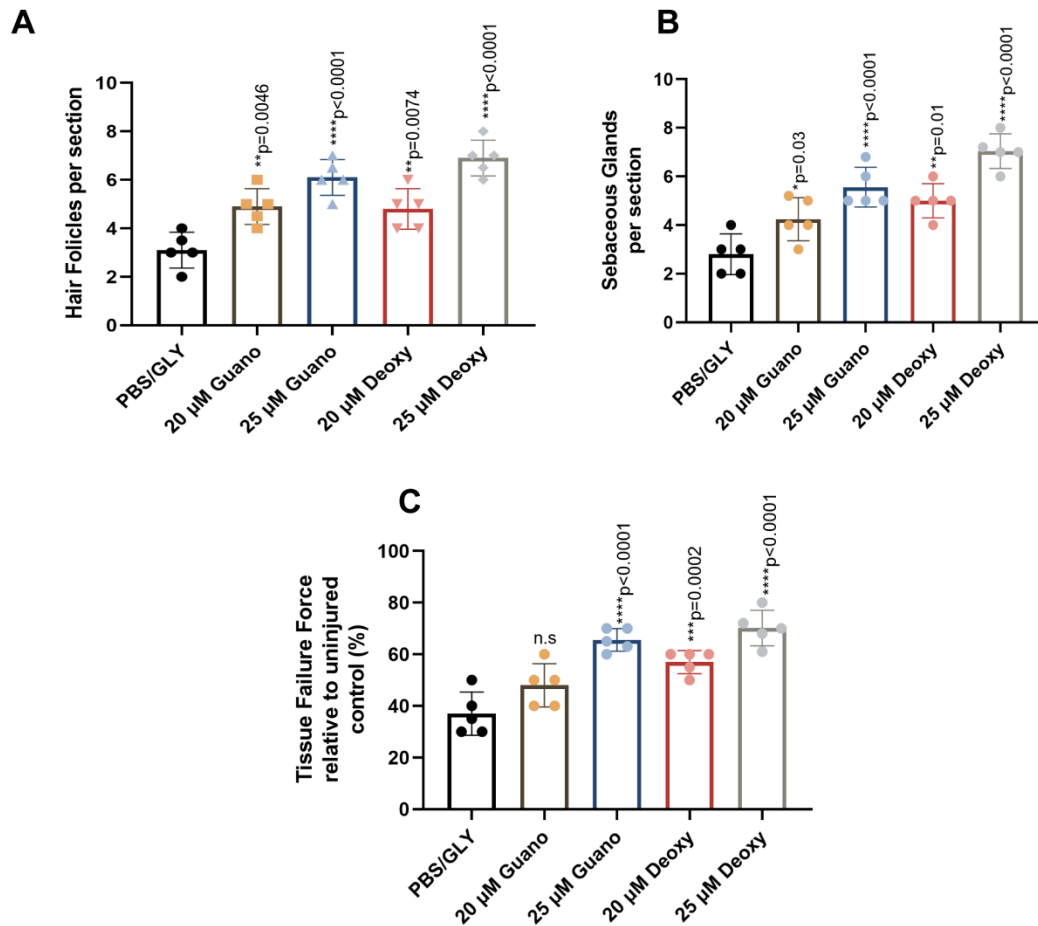 A
Hair Folicles per section
10
8
6
4
2
0
**p=0.0046
****p<0.0001
**p=0.0074
****p<0.0001
PBS/GLY
20 µM Guano
25 µM Guano
20 µM Deoxy
25 µM Deoxy
B
Sebaceous Glands
per section
10
8
6
4
2
0
*p=0.03
****p<0.0001
**p=0.01
****p<0.0001
PBS/GLY
20 µM Guano
25 µM Guano
20 µM Deoxy
25 µM Deoxy
C
Tissue Failure Force
relative to uninjured
control (%)
100
80
60
40
20
0
n.s
****p<0.0001
***p=0.0002
****p<0.0001
PBS/GLY
20 µM Guano
25 µM Guano
20 µM Deoxy
25 µM Deoxy